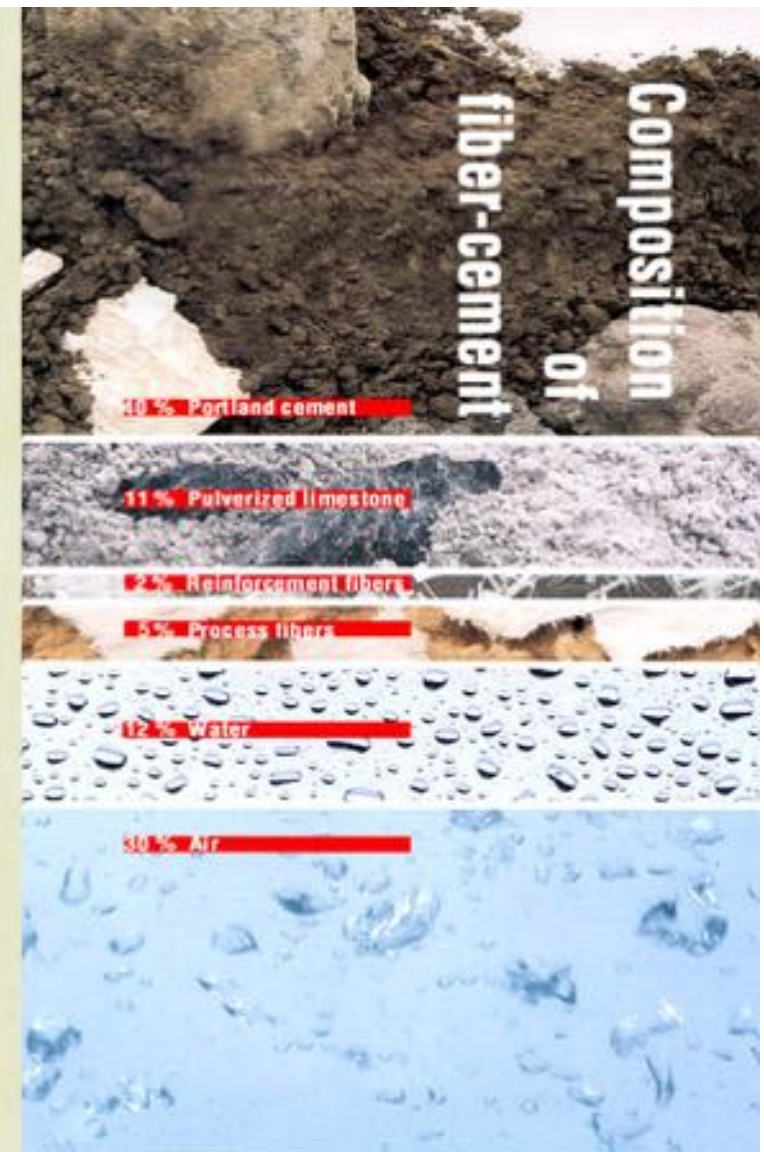 Composition
of
fiber-cement
40 % Portland cement
11 % Pulverized limestone
2 % Reinforcement fibers
5 % Process fibers
12 % Water
30 % Air